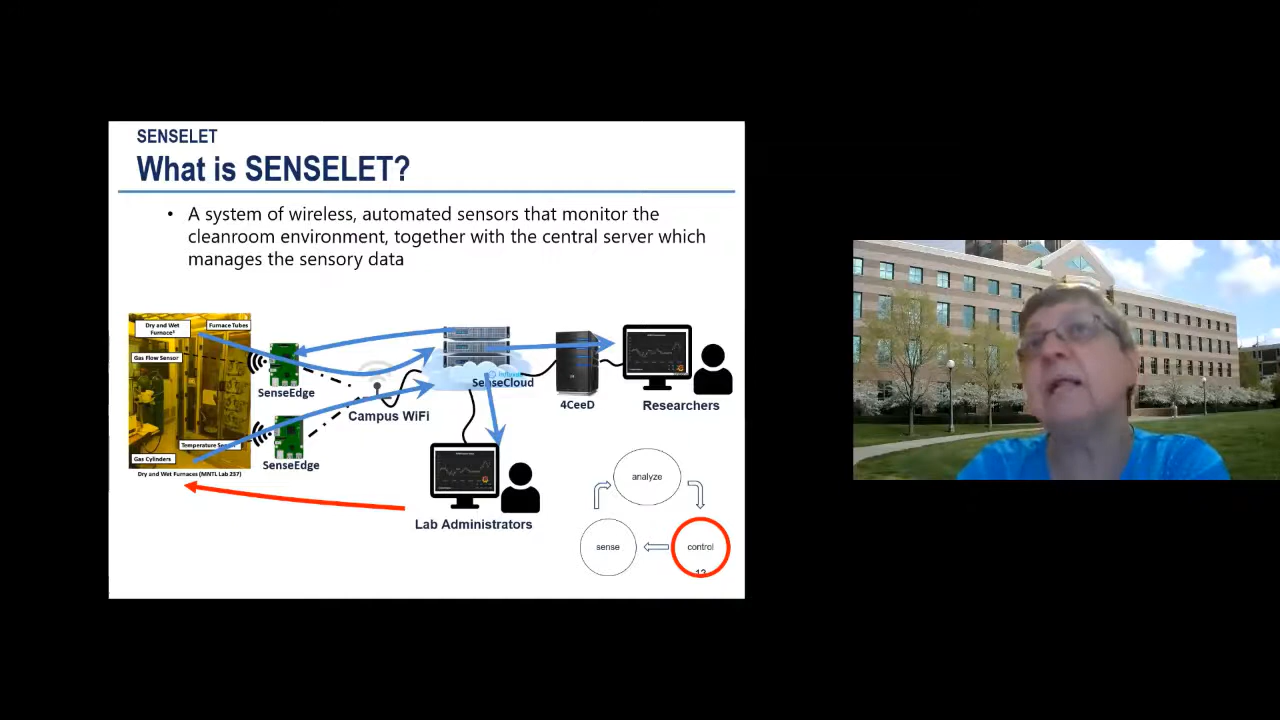 SENSELET
What is SENSELET?
• A system of wireless, automated sensors that monitor the
cleanroom environment, together with the central server which
manages the sensory data
Dry and Wet
Furnace
Furnace Tubes
Gas Flow Sensor
SenseEdge
Campus WiFi
SenseCloud
4CeeD
Researchers
Temperature
SenseEdge
Gas Cylinders
Dry and Wet Furnaces (MNTL Lab 237)
Lab Administrators
analyze
sense
control